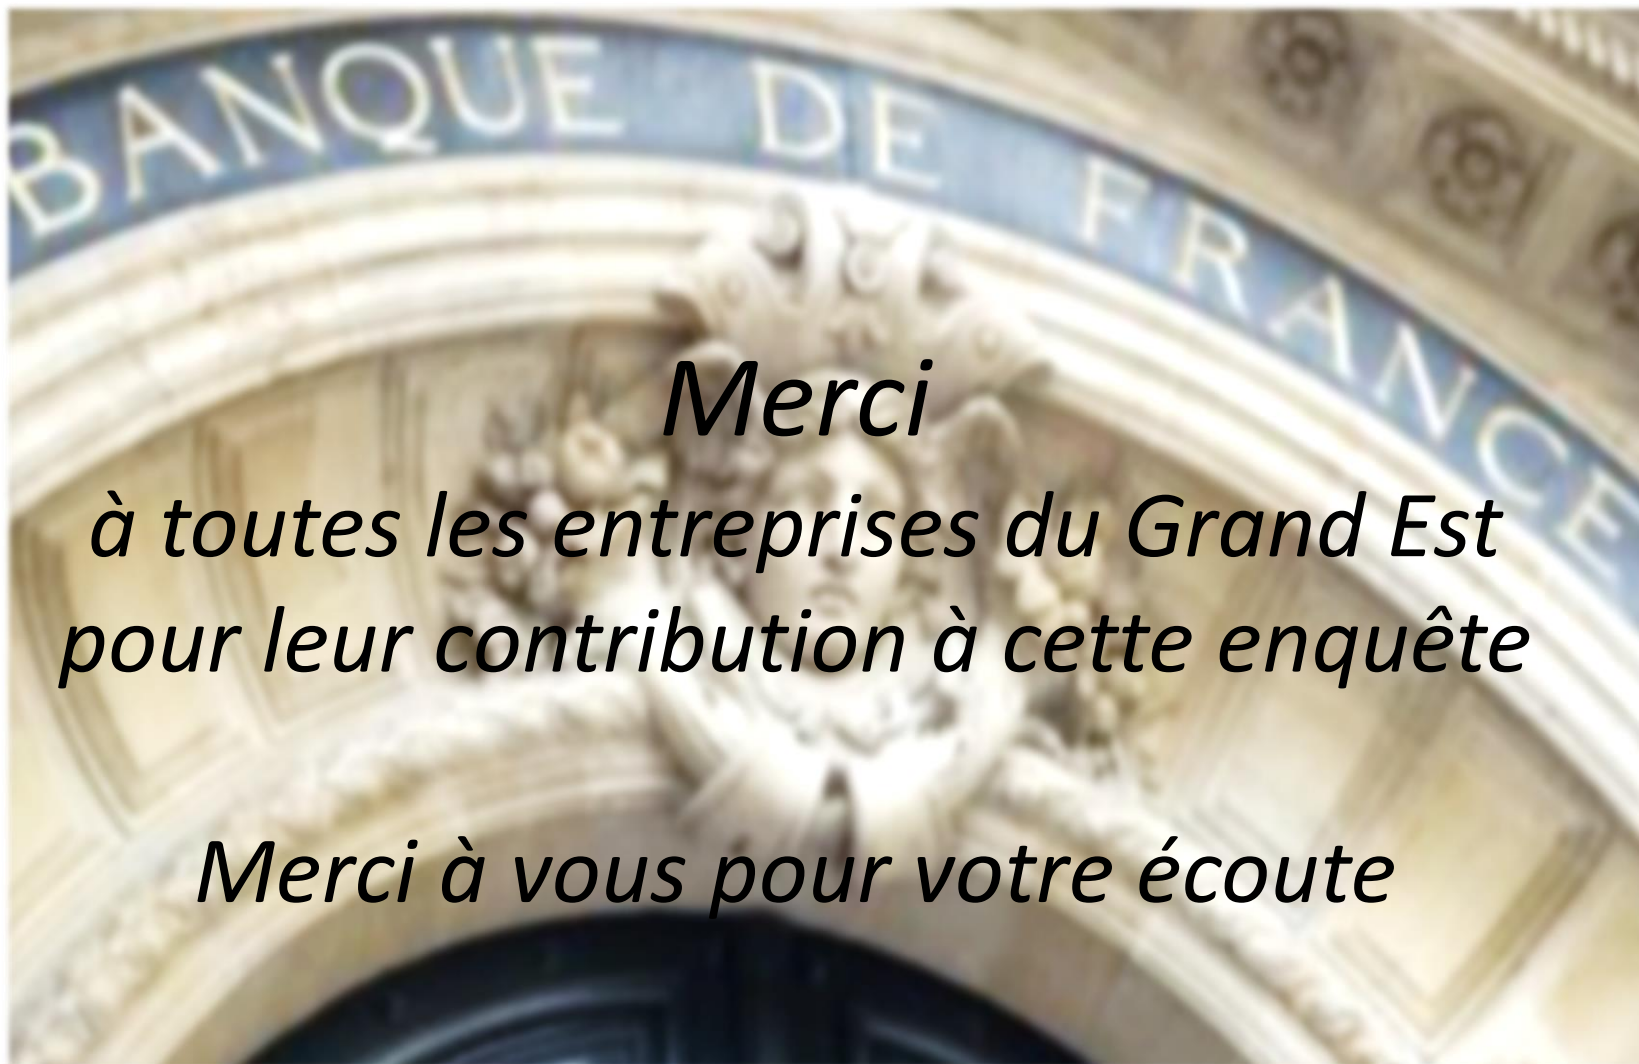 BANQUE DE FRANCE
Merci
à toutes les entreprises du Grand Est
pour leur contribution à cette enquête
Merci à vous pour votre écoute